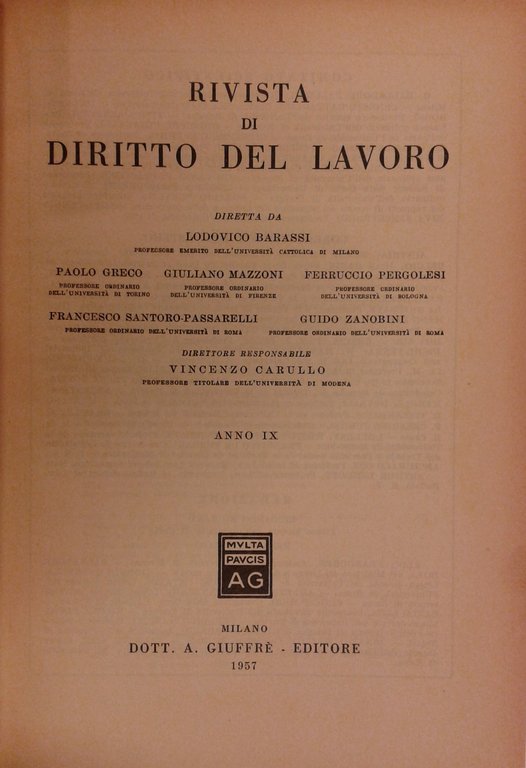 RIVISTA
DI
DIRITTO DEL LAVORO
DIRETTA DA
LODOVICO BARASSI
PROFESSORE EMERITO DELL'UNIVERSITÀ CATTOLICA DI MILANO
PAOLO GRECO GIULIANO MAZZONI FERRUCCIO PERGOLESI
PROFESSORE ORDINARIO PROFESSORE ORDINARIO PROFESSORE ORDINARIO
DELL'UNIVERSITÀ DI TORINO DELL'UNIVERSITÀ DI FIRENZE DELL'UNIVERSITÀ DI BOLOGNA
FRANCESCO SANTORO-PASSARELLI GUIDO ZANOBINI
PROFESSORE ORDINARIO DELL'UNIVERSITÀ DI ROMA PROFESSORE ORDINARIO DELL'UNIVERSITÀ DI ROMA
DIRETTORE RESPONSABILE
VINCENZO CARULLO
PROFESSORE TITOLARE DELL'UNIVERSITÀ DI MODENA
ANNO IX
MVLTA
PAVCIS
AG
MILANO
DOTT. A. GIUFFRÈ - EDITORE
1957